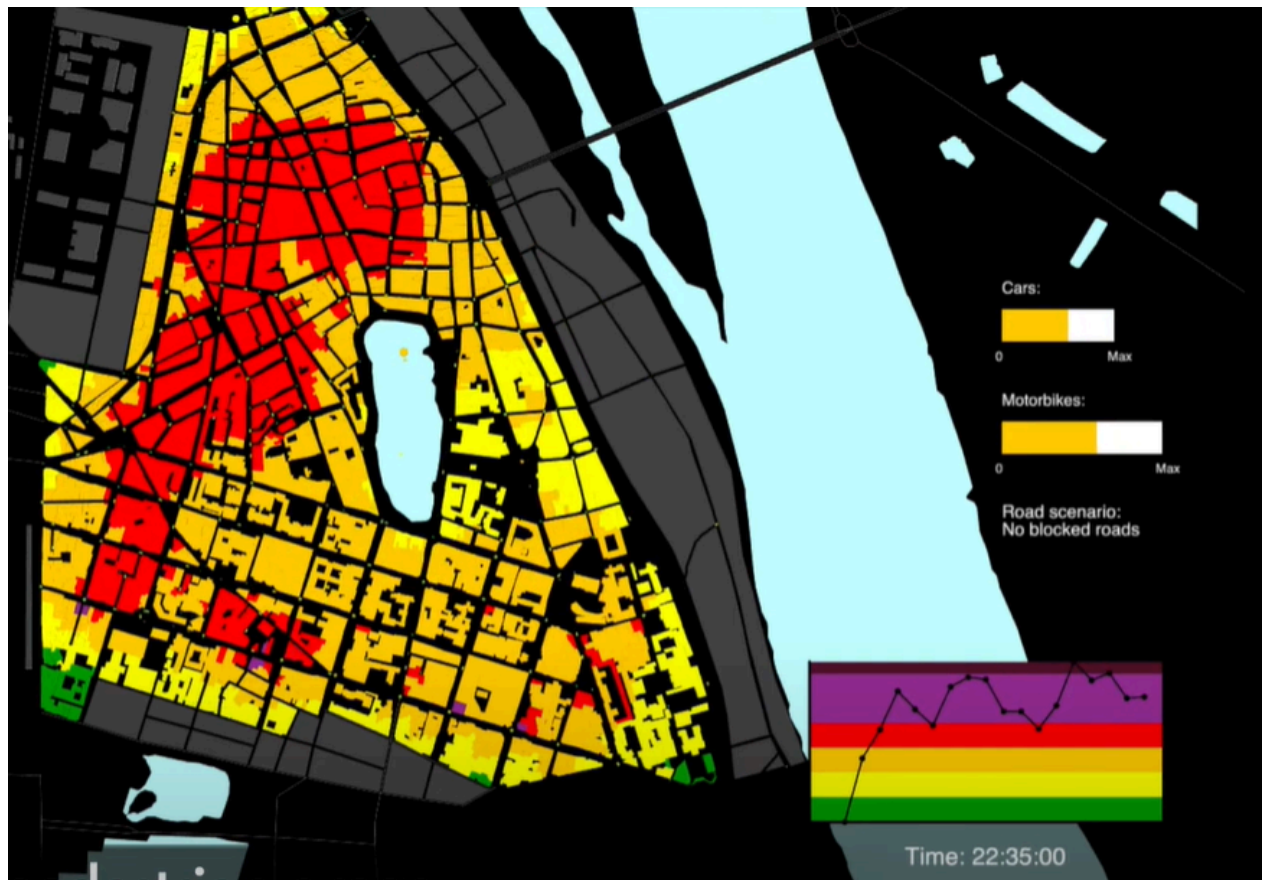 Cars:
0 Max
Motorbikes:
0 Max
Road scenario:
No blocked roads
Time: 22:35:00